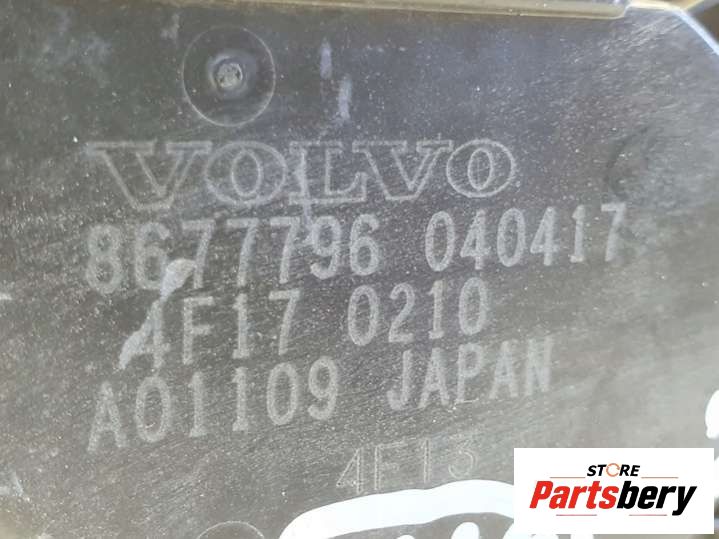 VOLVO
8677796 040417
4F17 0210
A01109 JAPAN
4F13
STORE
Partsbery